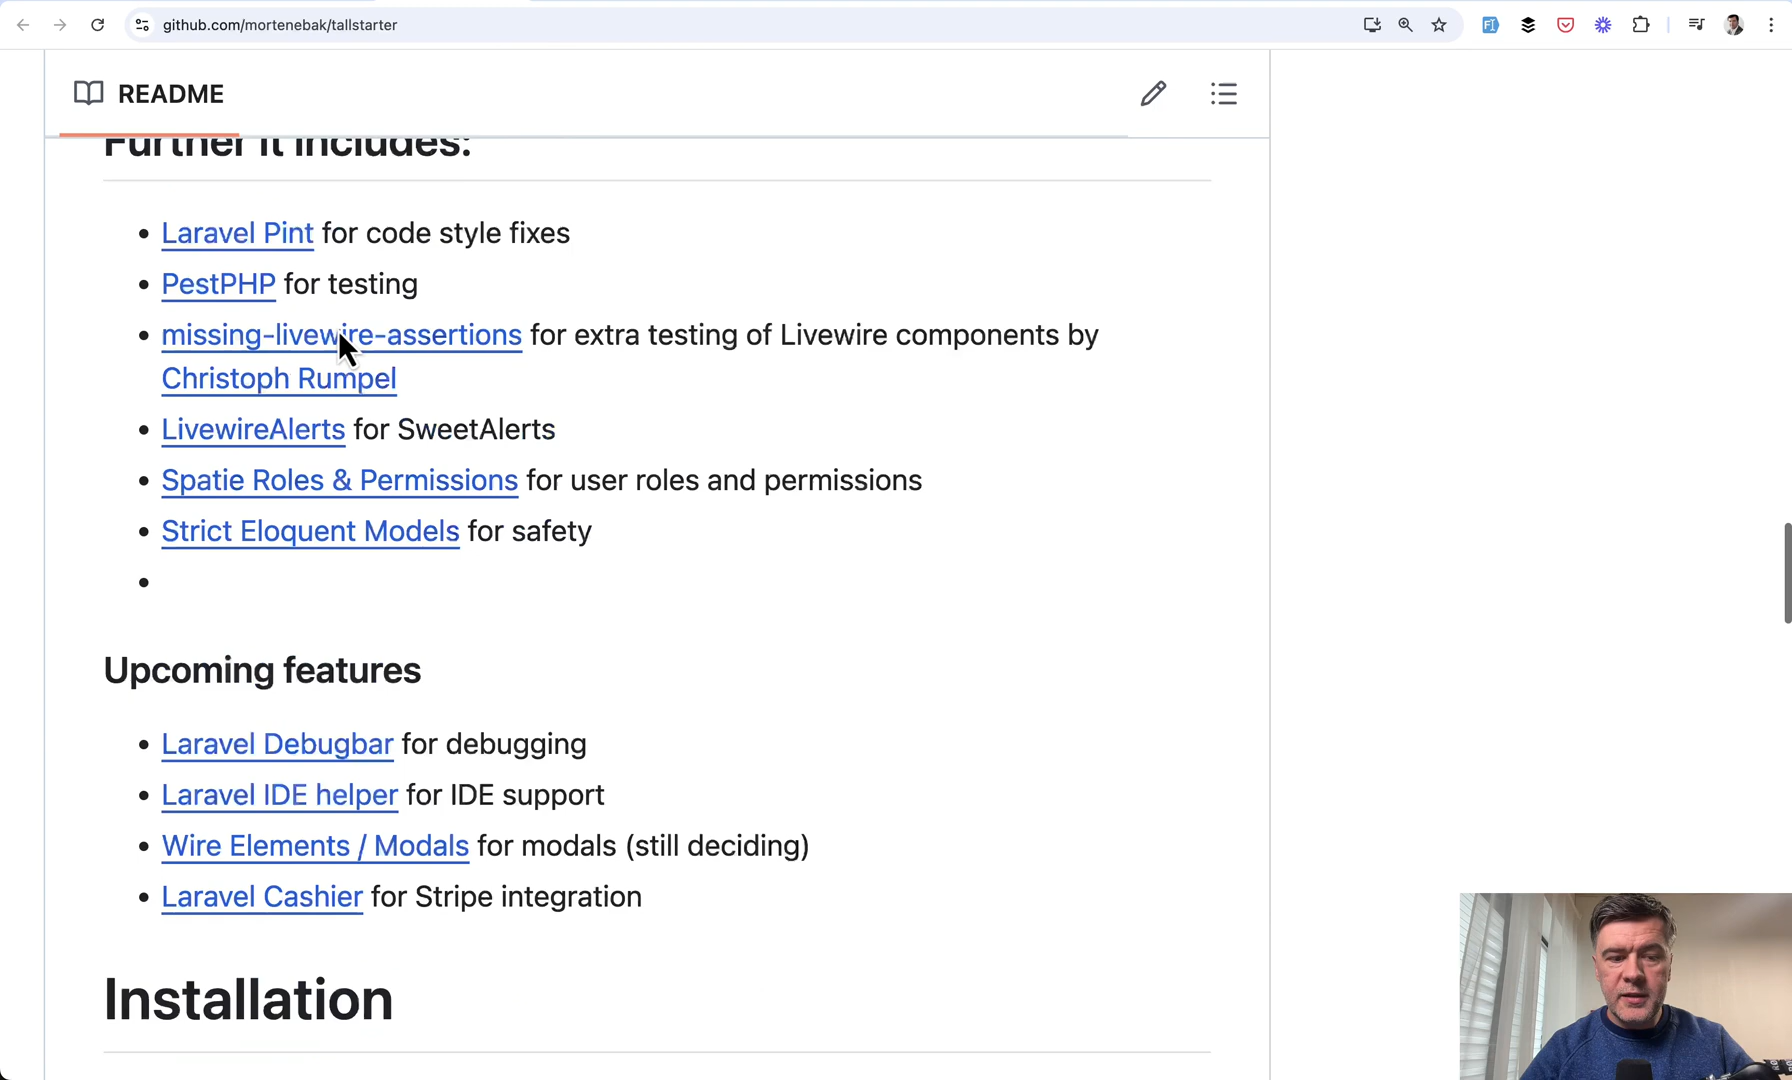 github.com/mortenebak/tallstarter
README
Further it includes:
Laravel Pint for code style fixes
PestPHP for testing
missing-livewire-assertions for extra testing of Livewire components by
Christoph Rumpel
LivewireAlerts for SweetAlerts
Spatie Roles & Permissions for user roles and permissions
Strict Eloquent Models for safety
Upcoming features
Laravel Debugbar for debugging
Laravel IDE helper for IDE support
Wire Elements / Modals for modals (still deciding)
Laravel Cashier for Stripe integration
Installation